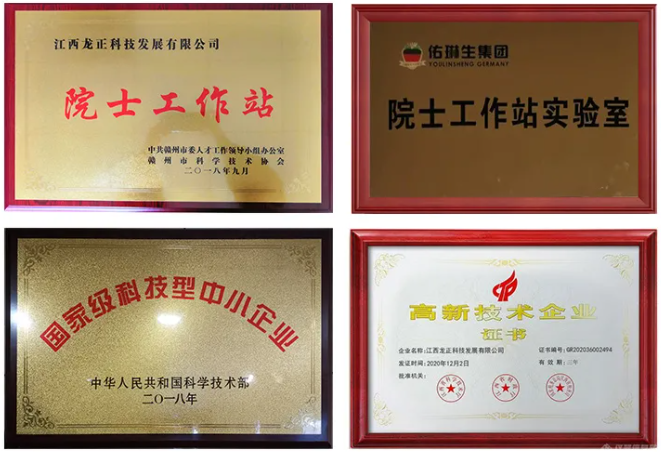 江西龙正科技发展有限公司
院士工作站
中共赣州市委人才工作领导小组办公室
赣州市科学技术协会
二〇一八年九月
佑琳生集团
YOULINSHENG GERMANY
院士工作站实验室
国家级科技型中小企业
中华人民共和国科学技术部
二〇一八年
高新技术企业
证书
企业名称:江西龙正科技发展有限公司
证书编号:GR202036002494
发证时间:2020年12月2日
有效期:三年
批准机关: